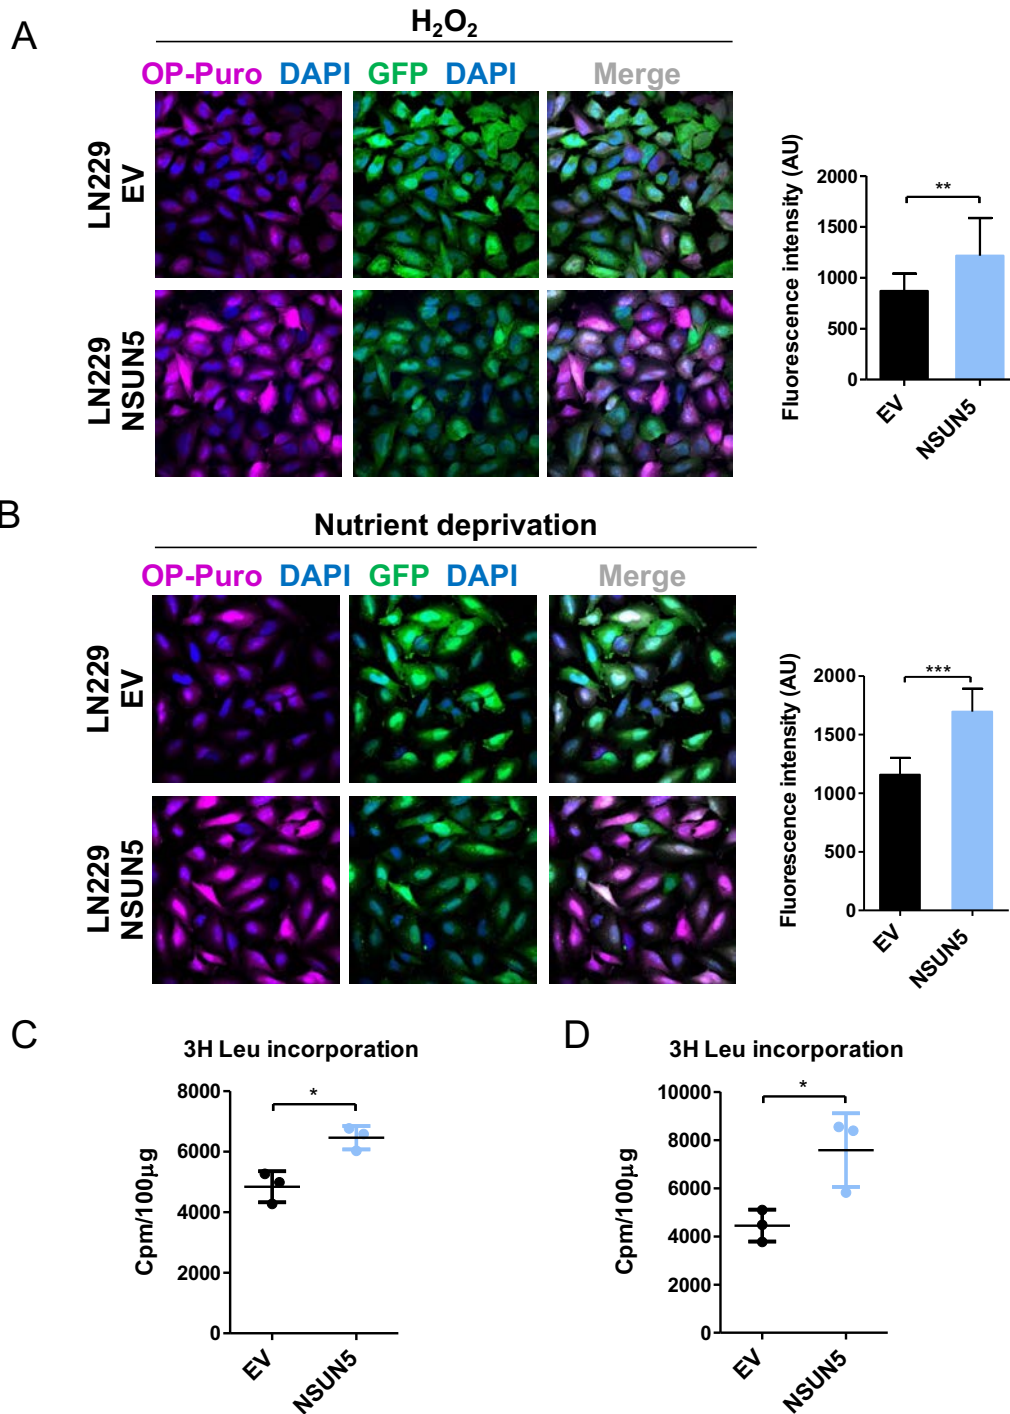 A
H₂O₂
OP-Puro DAPI GFP DAPI Merge
LN229
EV
LN229
NSUN5
Fluorescence intensity (AU)
2000
1500
1000
500
0
**
EV
NSUN5
B
Nutrient deprivation
OP-Puro DAPI GFP DAPI Merge
LN229
EV
LN229
NSUN5
Fluorescence intensity (AU)
2000
1500
1000
500
0
***
EV
NSUN5
C
3H Leu incorporation
Cpm/100µg
8000
6000
4000
2000
0
*
EV
NSUN5
D
3H Leu incorporation
Cpm/100µg
10000
8000
6000
4000
2000
0
*
EV
NSUN5